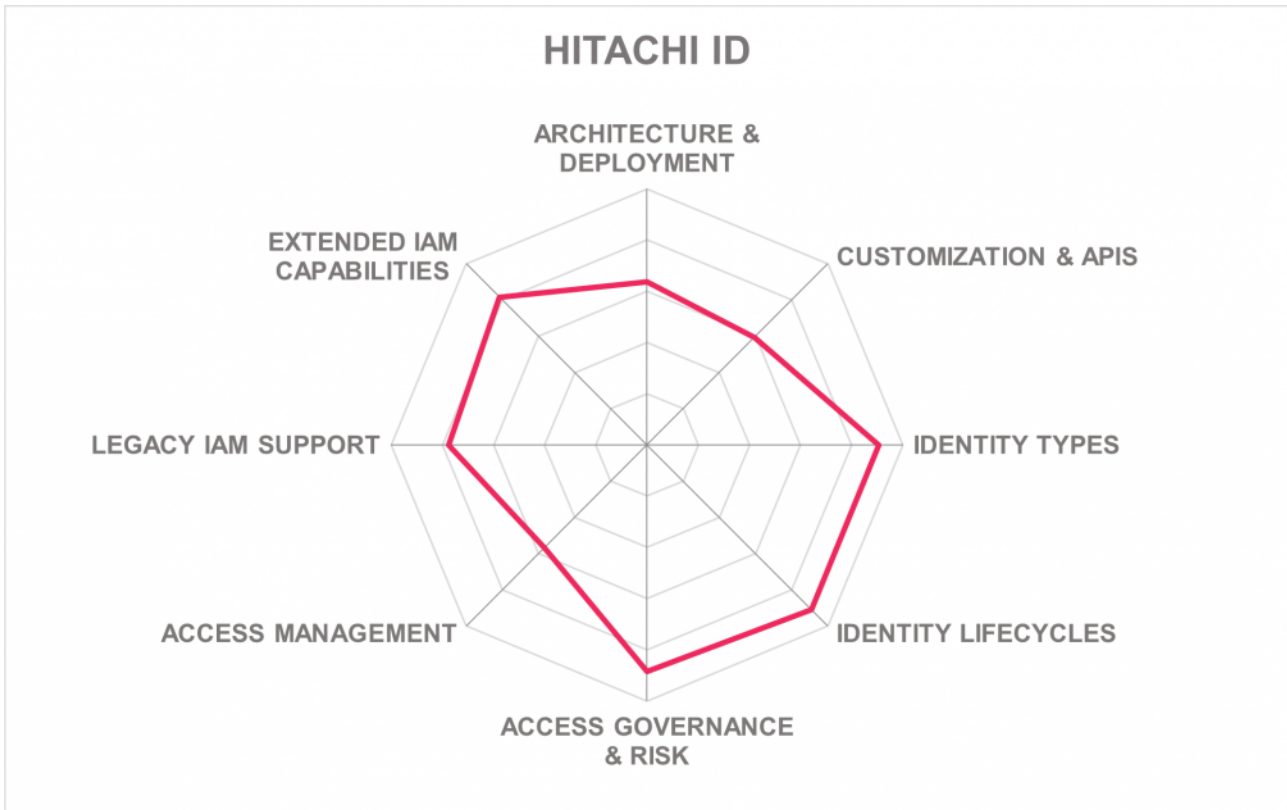 HITACHI ID
ARCHITECTURE &
DEPLOYMENT
EXTENDED IAM
CAPABILITIES
CUSTOMIZATION & APIS
LEGACY IAM SUPPORT
IDENTITY TYPES
ACCESS MANAGEMENT
IDENTITY LIFECYCLES
ACCESS GOVERNANCE
& RISK